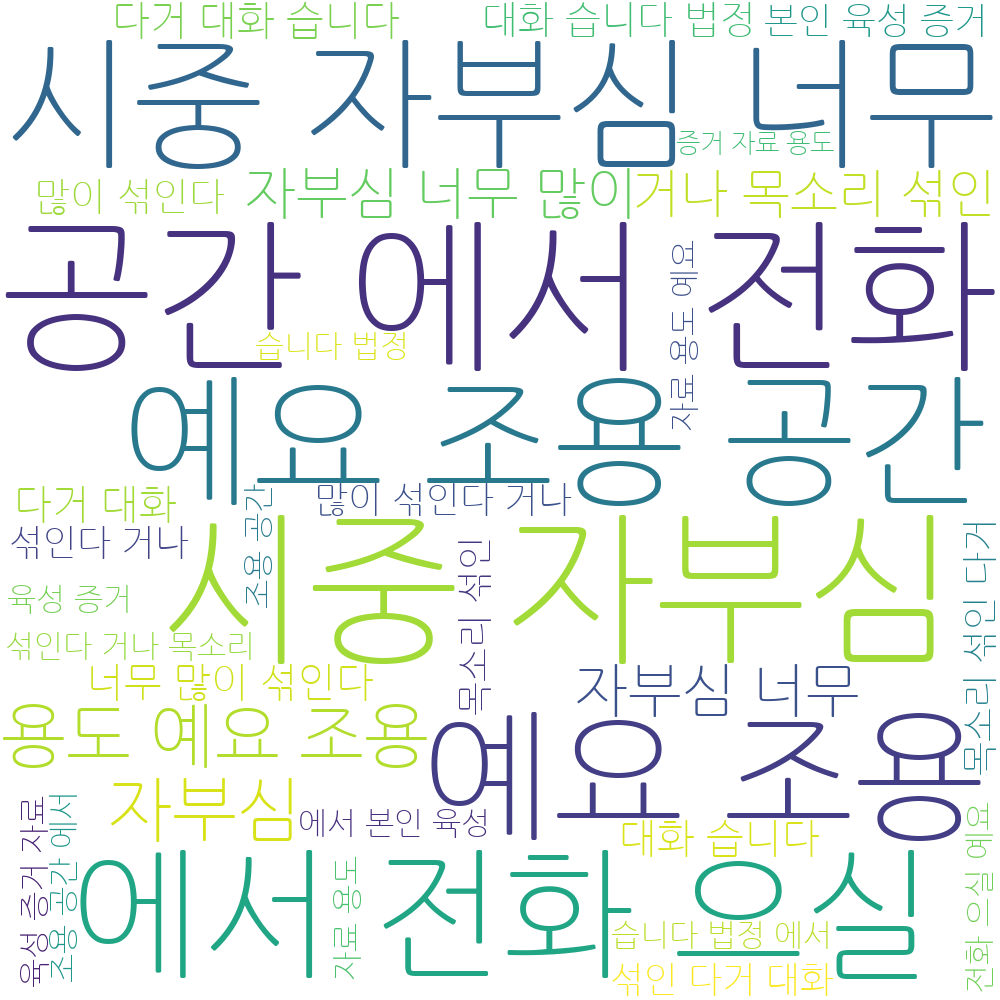 다거 대화 습니다
대화 습니다 법정
본인 육성 증거
시중 자부심 너무
증거 자료 용도
많이 섞인다
자부심 너무 많이
거나 목소리 섞인
공간 에서 전화
자료 용도 예요
습니다 법정
예요 조용 공간
다거 대화
조용 공간
많이 섞인다 거나
섞인다 거나
시중 자부심
목소리 섞인
목소리 섞인 다거
육성 증거
섞인다 거나 목소리
너무 많이 섞인다
자부심 너무
용도 예요 조용
예요 조용
자부심
에서 본인 육성
대화 습니다
육성 증거 자료
조용 공간 에서
에서 전화 으실
자료 용도
전화 으실 예요
습니다 법정 에서
섞인 다거 대화